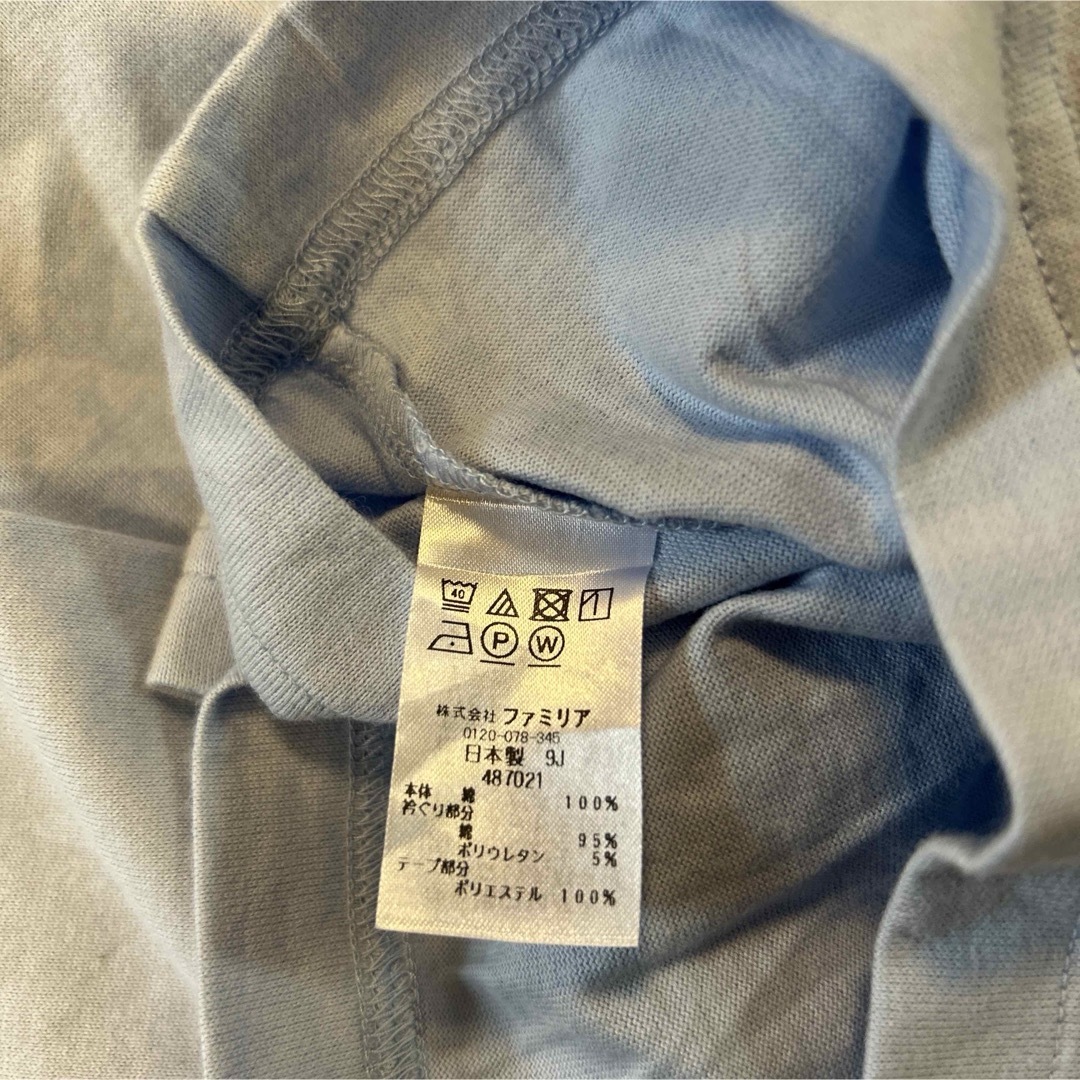 40
P W
株式会社 ファミリア
0120-078-345
日本製 9J
487021
本体 綿 100%
衿ぐり部分
綿 95%
ポリウレタン 5%
テープ部分
ポリエステル 100%